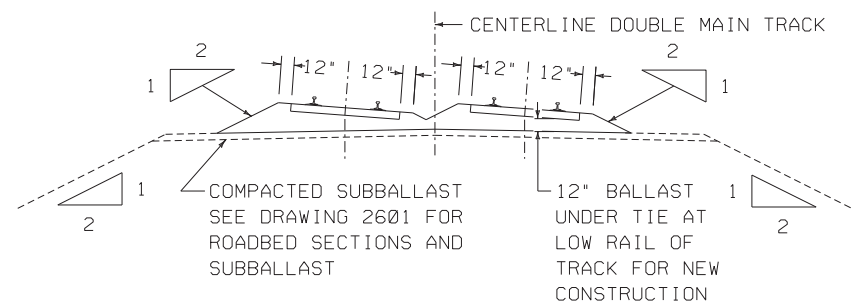 CENTERLINE DOUBLE MAIN TRACK
2
1
12"
12"
12"
12"
2
1
1
2
COMPACTED SUBBALLAST
SEE DRAWING 2601 FOR
ROADBED SECTIONS AND
SUBBALLAST
12" BALLAST
UNDER TIE AT
LOW RAIL OF
TRACK FOR NEW
CONSTRUCTION
1
2